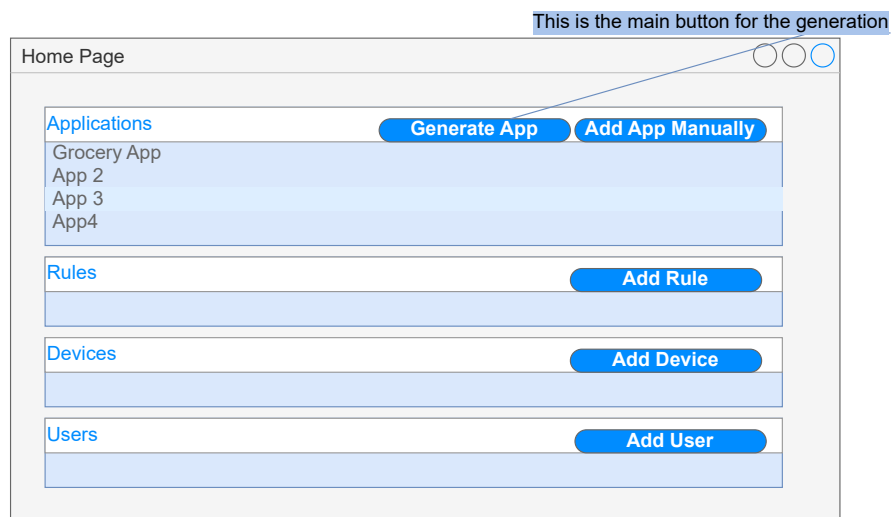 This is the main button for the generation
Home Page
Applications
Generate App
Add App Manually
Grocery App
App 2
App 3
App4
Rules
Add Rule
Devices
Add Device
Users
Add User